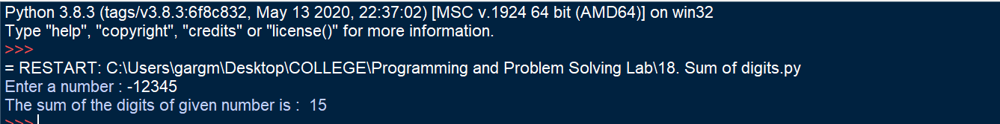 Python 3.8.3 (tags/v3.8.3:6f8c832, May 13 2020, 22:37:02) [MSC v.1924 64 bit (AMD64)] on win32
Type "help", "copyright", "credits" or "license()" for more information.
>>>
= RESTART: C:\Users\gargm\Desktop\COLLEGE\Programming and Problem Solving Lab\18. Sum of digits.py
Enter a number : -12345
The sum of the digits of given number is :  15
>>>